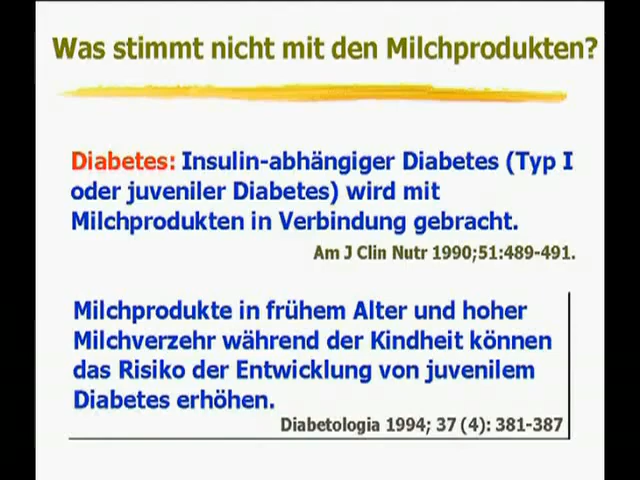 Was stimmt nicht mit den Milchprodukten?
Diabetes: Insulin-abhängiger Diabetes (Typ I
oder juveniler Diabetes) wird mit
Milchprodukten in Verbindung gebracht.
Am J Clin Nutr 1990;51:489-491.
Milchprodukte in frühem Alter und hoher
Milchverzehr während der Kindheit können
das Risiko der Entwicklung von juvenilem
Diabetes erhöhen.
Diabetologia 1994; 37 (4): 381-387